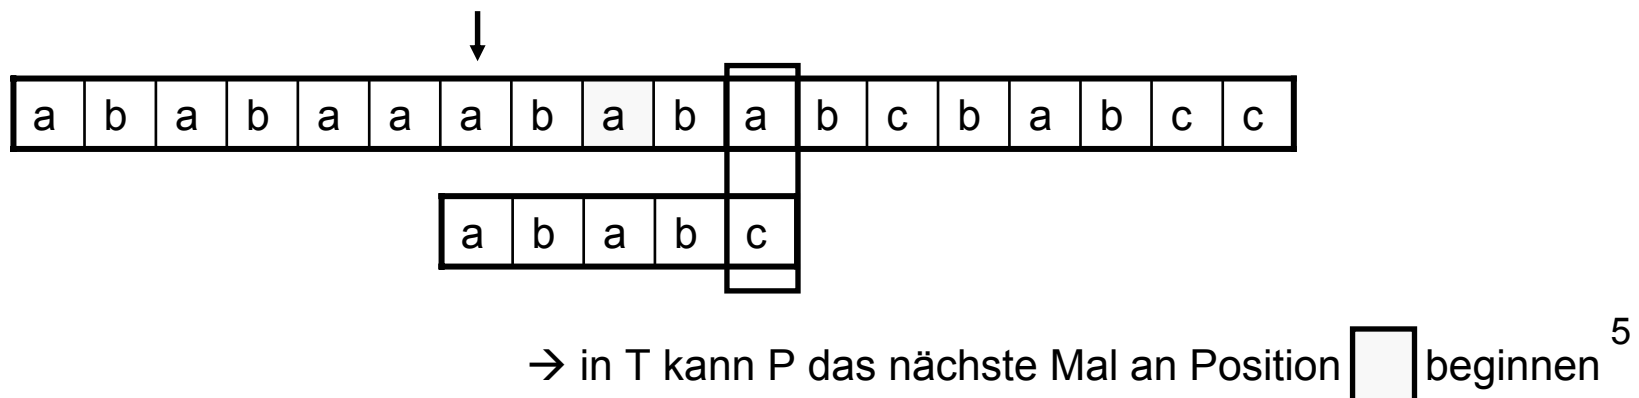 a b a b a a a b a b a b c b a b c c
a b a b c
5
→ in T kann P das nächste Mal an Position beginnen